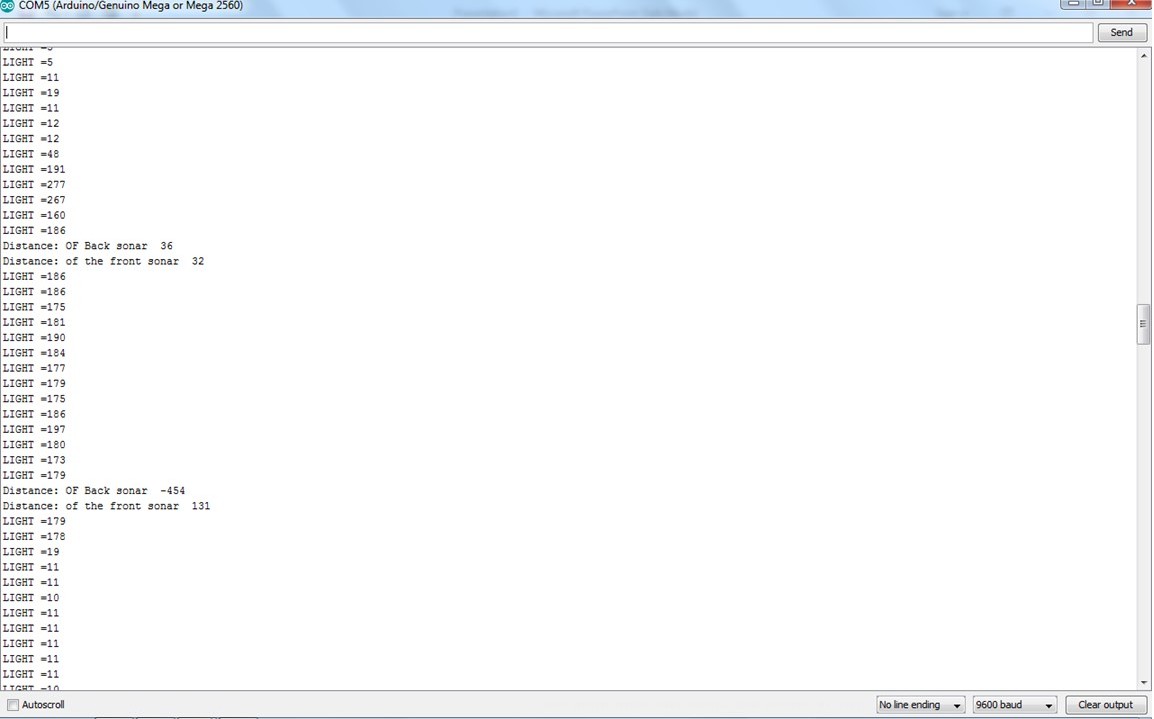 COM5 (Arduino/Genuino Mega or Mega 2560)
Send
LIGHT =5
LIGHT =11
LIGHT =19
LIGHT =11
LIGHT =12
LIGHT =12
LIGHT =48
LIGHT =191
LIGHT =277
LIGHT =267
LIGHT =160
LIGHT =186
Distance: OF Back sonar  36
Distance: of the front sonar  32
LIGHT =186
LIGHT =186
LIGHT =175
LIGHT =181
LIGHT =190
LIGHT =184
LIGHT =177
LIGHT =179
LIGHT =175
LIGHT =186
LIGHT =197
LIGHT =180
LIGHT =173
LIGHT =179
Distance: OF Back sonar  -454
Distance: of the front sonar  131
LIGHT =179
LIGHT =178
LIGHT =19
LIGHT =11
LIGHT =11
LIGHT =10
LIGHT =11
LIGHT =11
LIGHT =11
LIGHT =11
LIGHT =11
LIGHT =10
Autoscroll
No line ending
9600 baud
Clear output